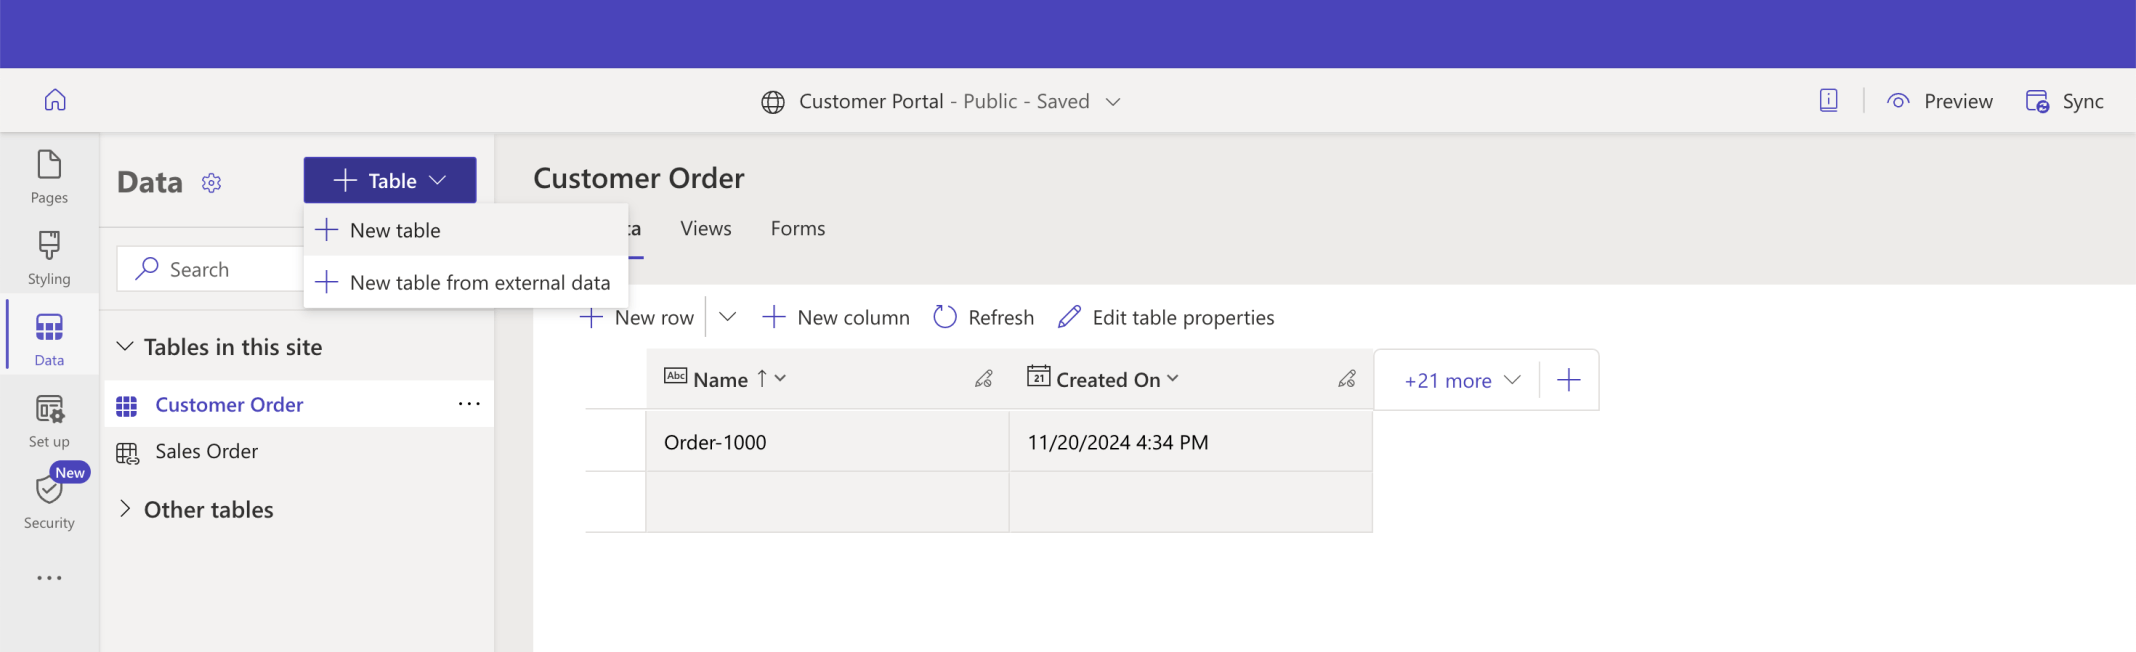 Customer Portal - Public - Saved
Preview
Sync
Pages
Styling
Data
Set up
New
Security
Data
Table
New table
New table from external data
Search
Tables in this site
Customer Order
Sales Order
Other tables
Customer Order
ta
Views
Forms
New row
New column
Refresh
Edit table properties
Abc Name
21 Created On
+21 more
Order-1000
11/20/2024 4:34 PM